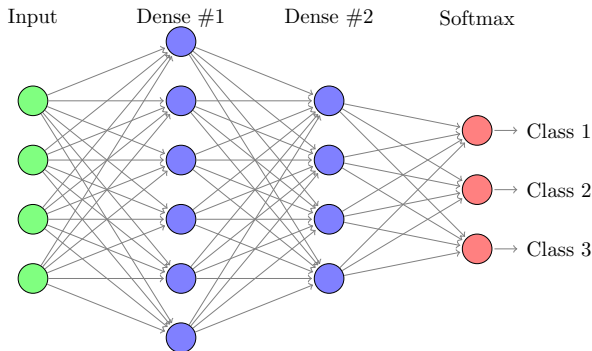 Input
Dense #1
Dense #2
Softmax
Class 1
Class 2
Class 3